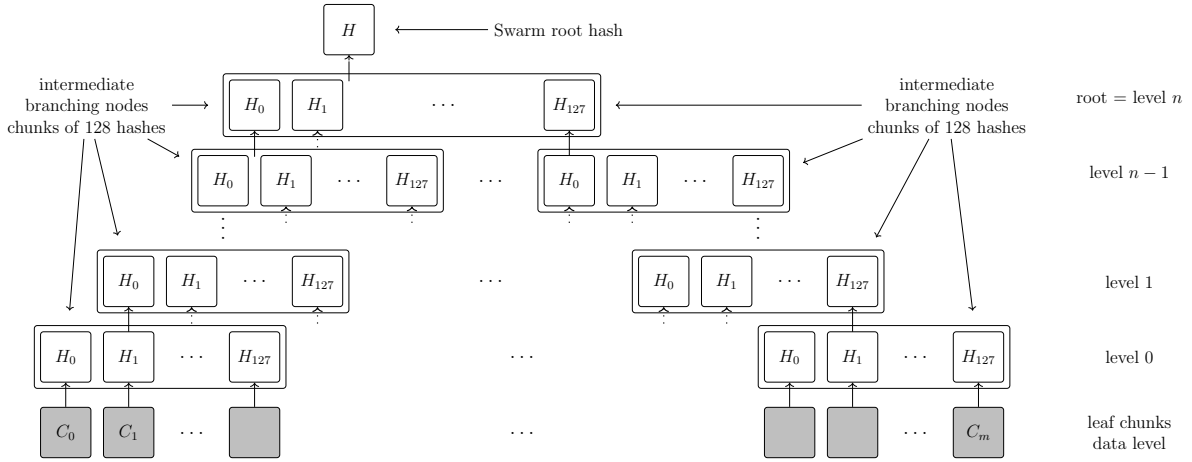 H
Swarm root hash
intermediate
branching nodes
chunks of 128 hashes
H₀ H₁ ⋯ H₁₂₇
intermediate
branching nodes
chunks of 128 hashes
root = level n
H₀ H₁ ⋯ H₁₂₇ ⋯ H₀ H₁ ⋯ H₁₂₇
level n − 1
⋮ ⋮
H₀ H₁ ⋯ H₁₂₇ ⋯ H₀ H₁ ⋯ H₁₂₇
level 1
H₀ H₁ ⋯ H₁₂₇ ⋯ H₀ H₁ ⋯ H₁₂₇
level 0
C₀ C₁ ⋯ ⋯ ⋯ Cₘ
leaf chunks
data level